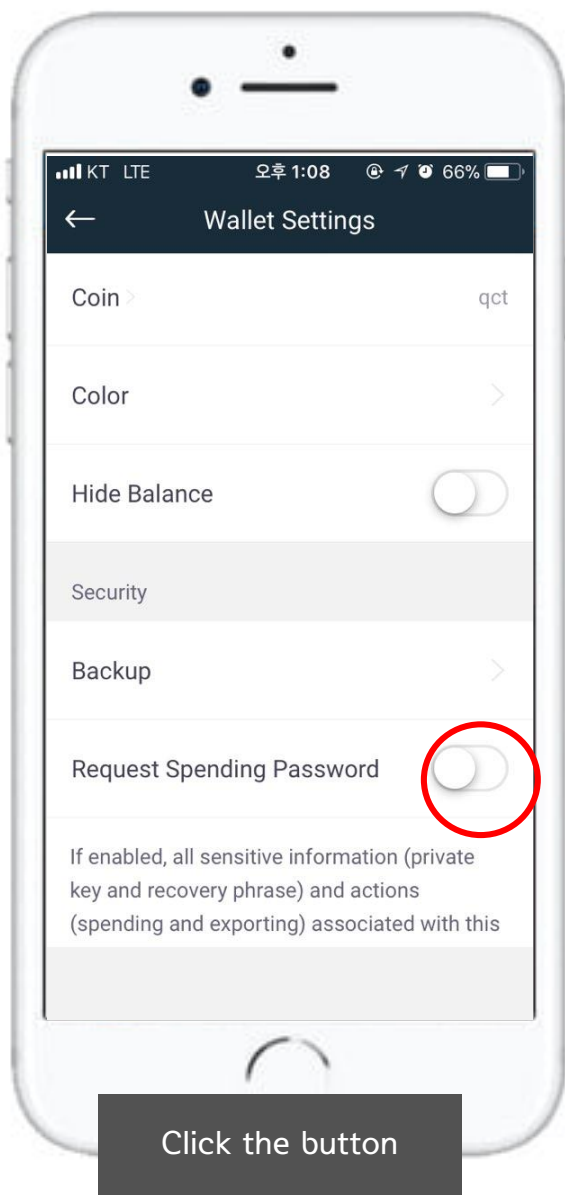 KT LTE 오후 1:08 66%
Wallet Settings
Coin qct
Color
Hide Balance
Security
Backup
Request Spending Password
If enabled, all sensitive information (private
key and recovery phrase) and actions
(spending and exporting) associated with this
Click the button